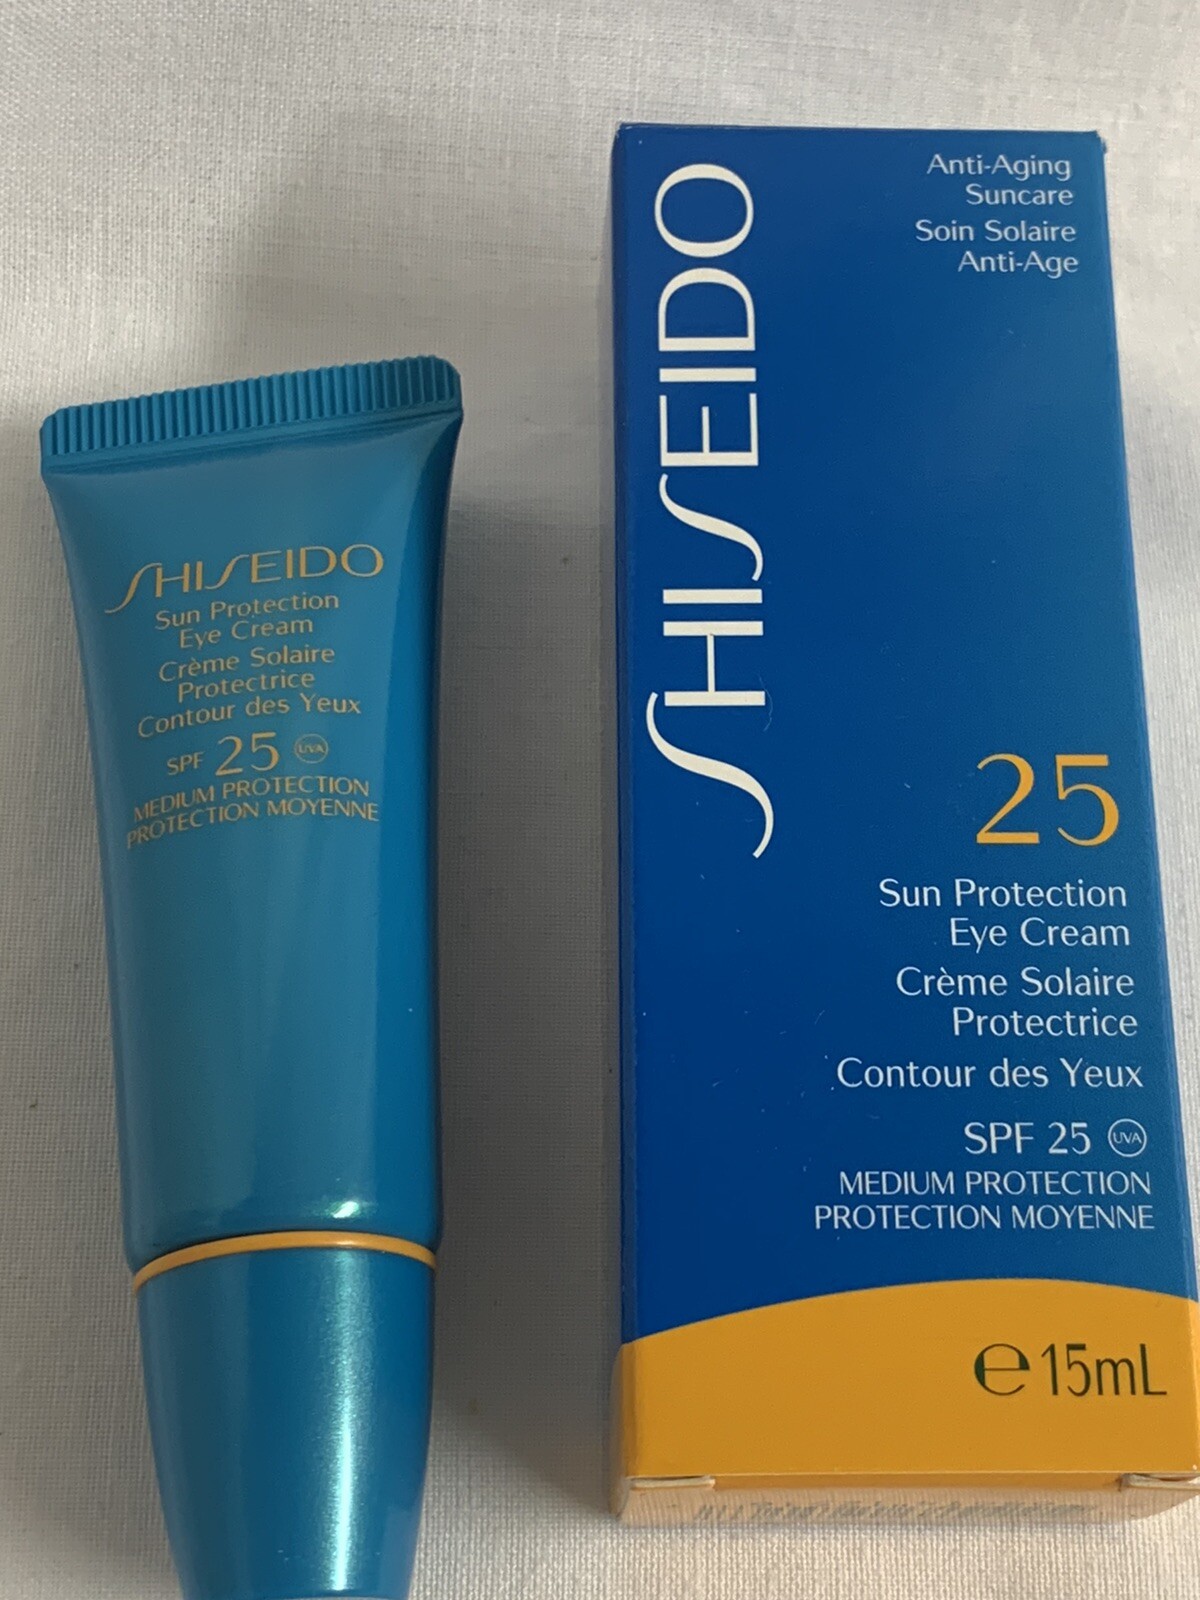 SHISEIDO
Sun Protection
Eye Cream
Crème Solaire
Protectrice
Contour des Yeux
SPF 25 UVA
MEDIUM PROTECTION
PROTECTION MOYENNE
Anti-Aging
Suncare
Soin Solaire
Anti-Age
SHISEIDO
25
Sun Protection
Eye Cream
Crème Solaire
Protectrice
Contour des Yeux
SPF 25 UVA
MEDIUM PROTECTION
PROTECTION MOYENNE
℮15mL